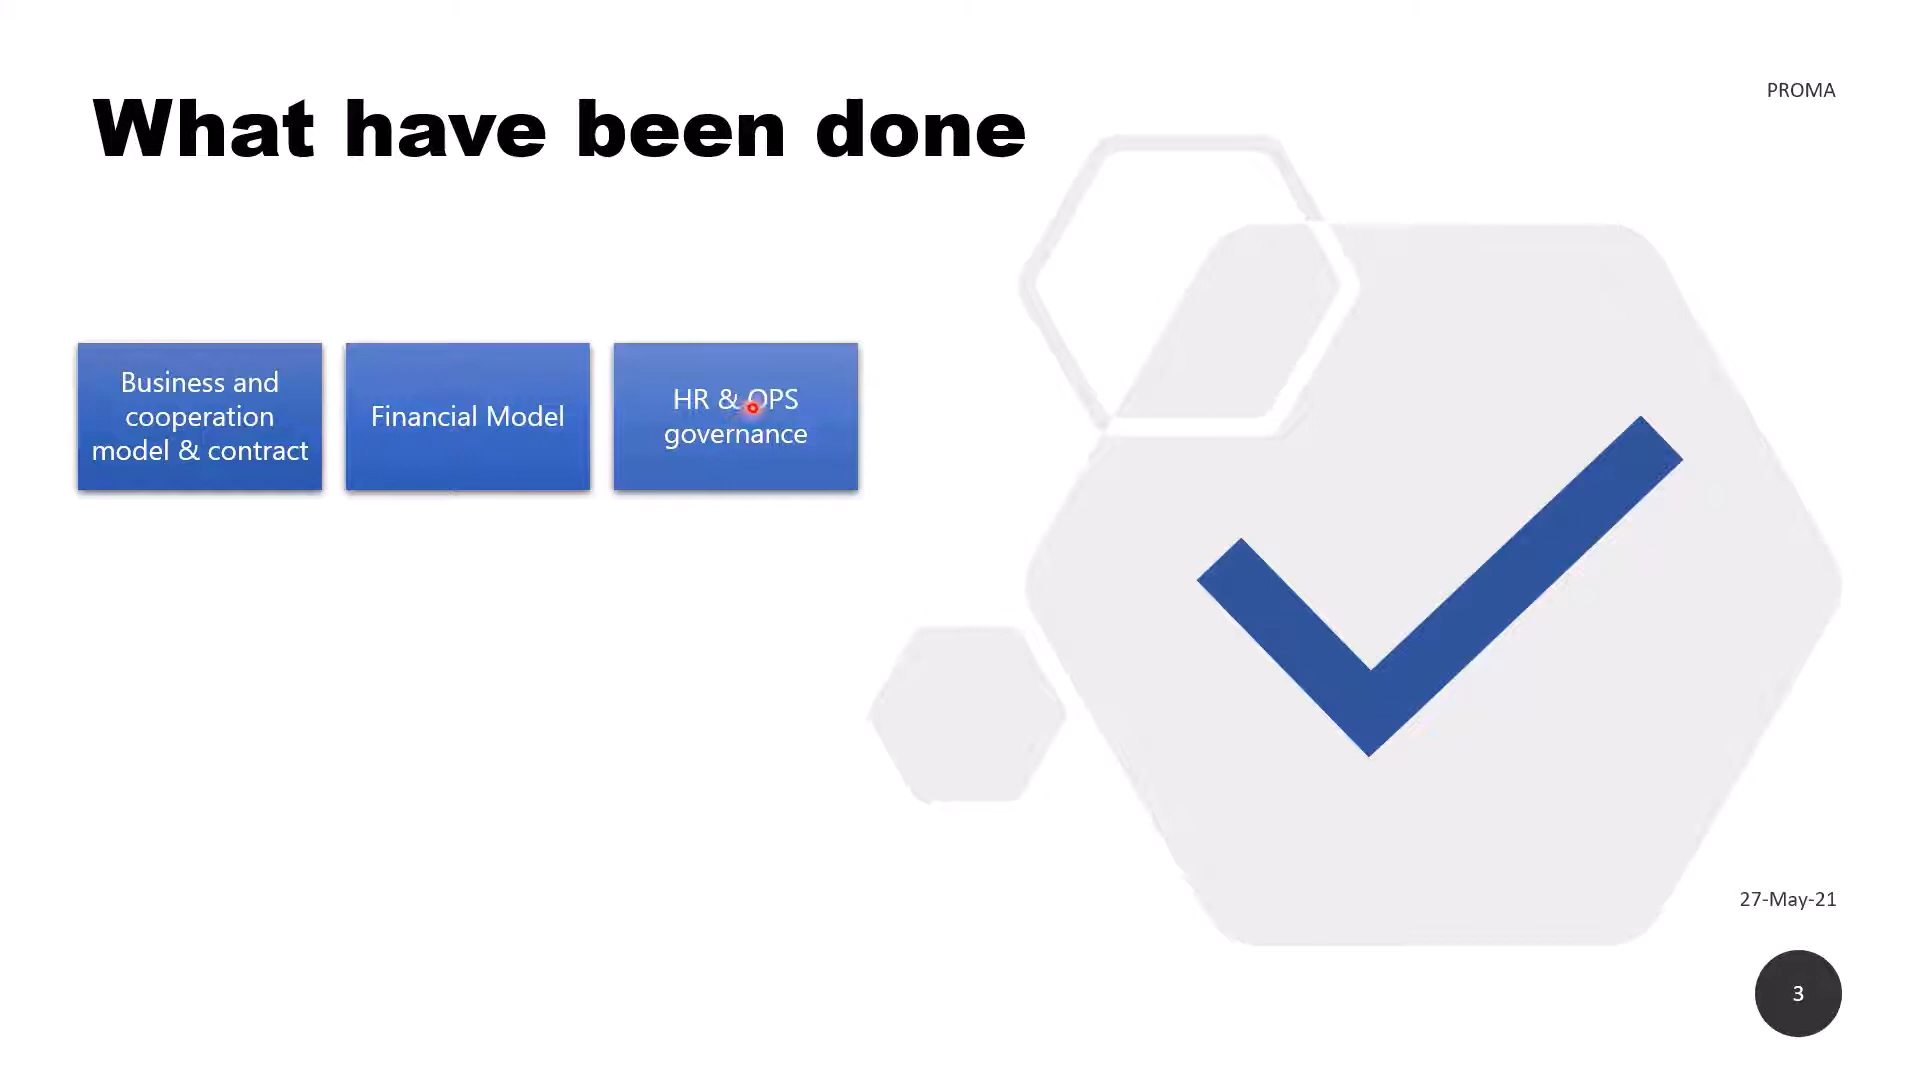 PROMA
What have been done
Business and
cooperation
model & contract
Financial Model
HR & OPS
governance
27-May-21
3